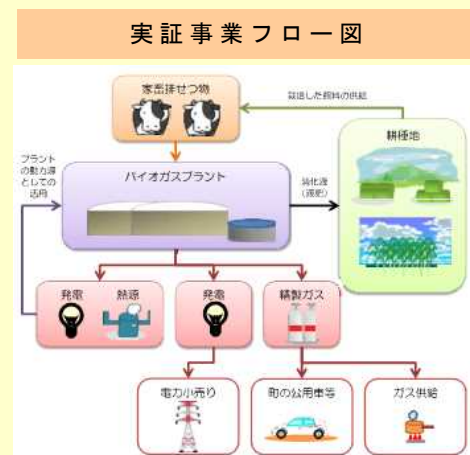 実証事業フロー図
家畜排せつ物
栽培した飼料の供給
耕種地
プラント
の動力源
としての
活用
バイオガスプラント
消化液
(液肥)
発電
熱源
発電
精製ガス
電力小売り
町の公用車等
ガス供給